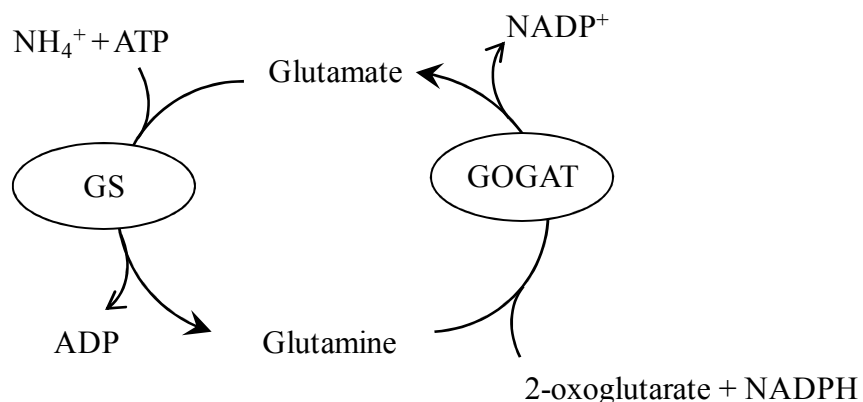 NADP⁺
NH₄⁺ + ATP
Glutamate
GS
GOGAT
ADP
Glutamine
2-oxoglutarate + NADPH